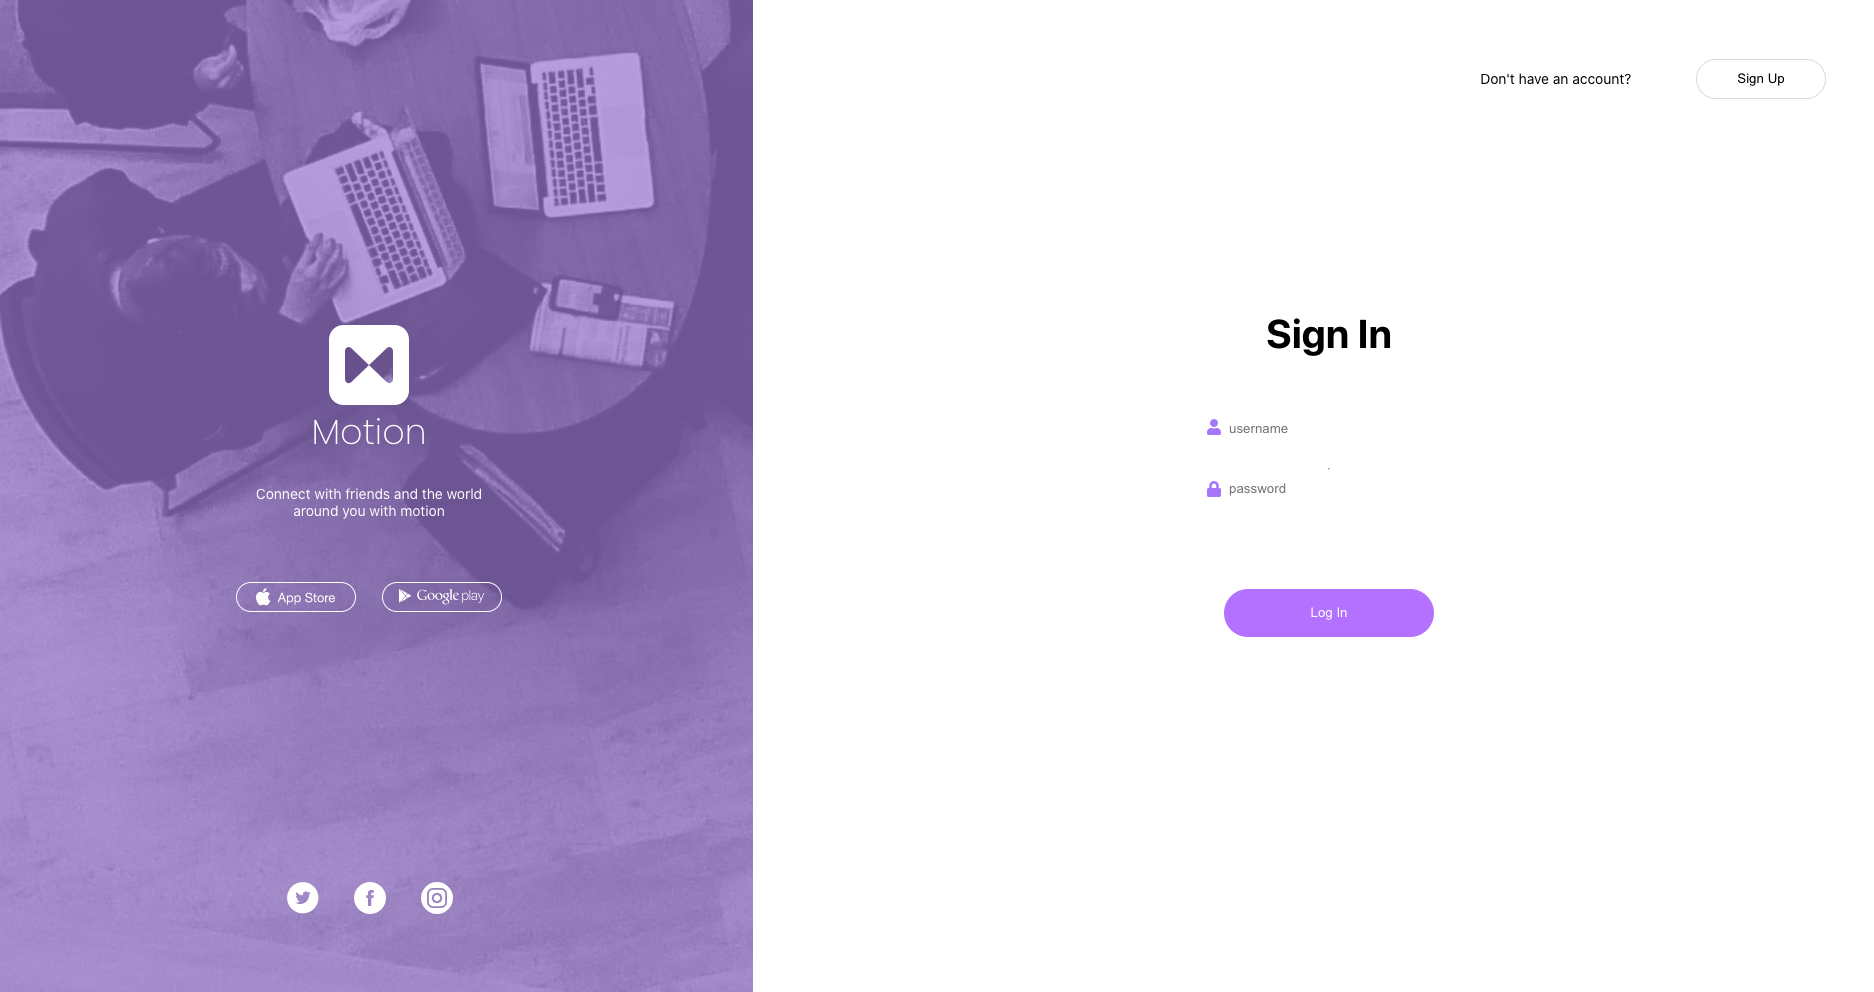 Motion
Connect with friends and the world
around you with motion
App Store
Google play
Don't have an account?
Sign Up
Sign In
username
password
Log In